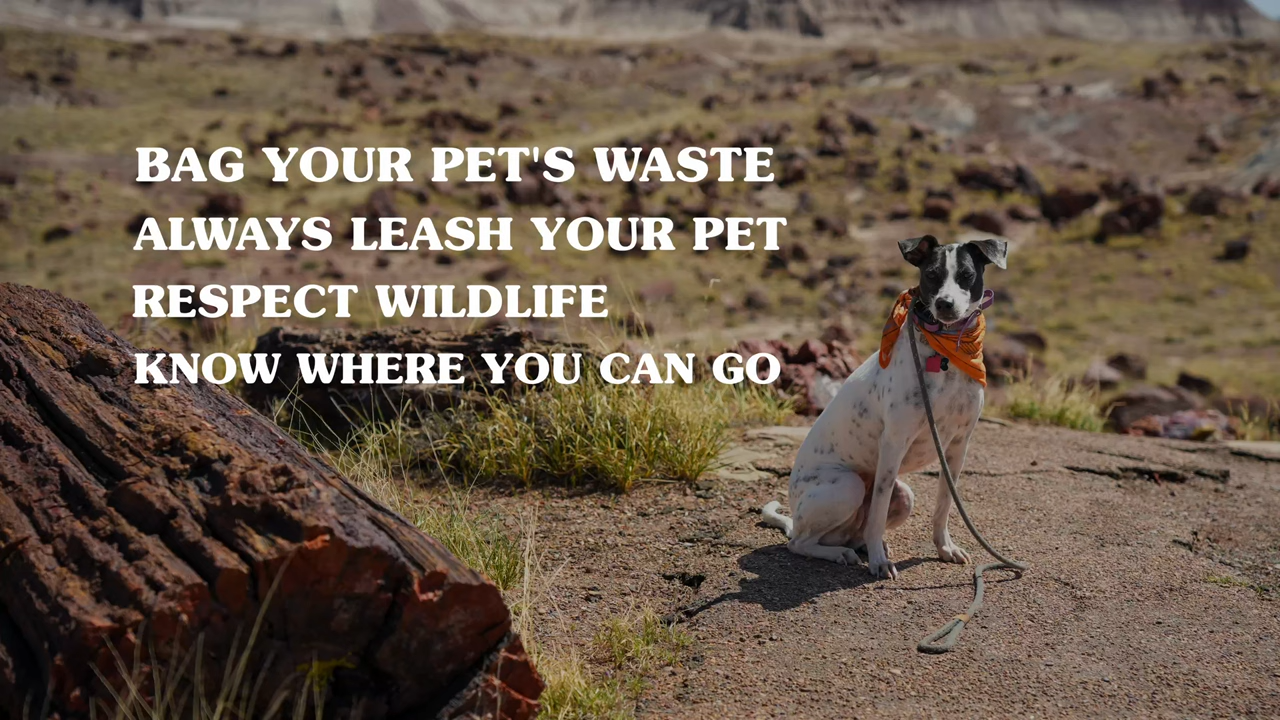 BAG YOUR PET'S WASTE
ALWAYS LEASH YOUR PET
RESPECT WILDLIFE
KNOW WHERE YOU CAN GO